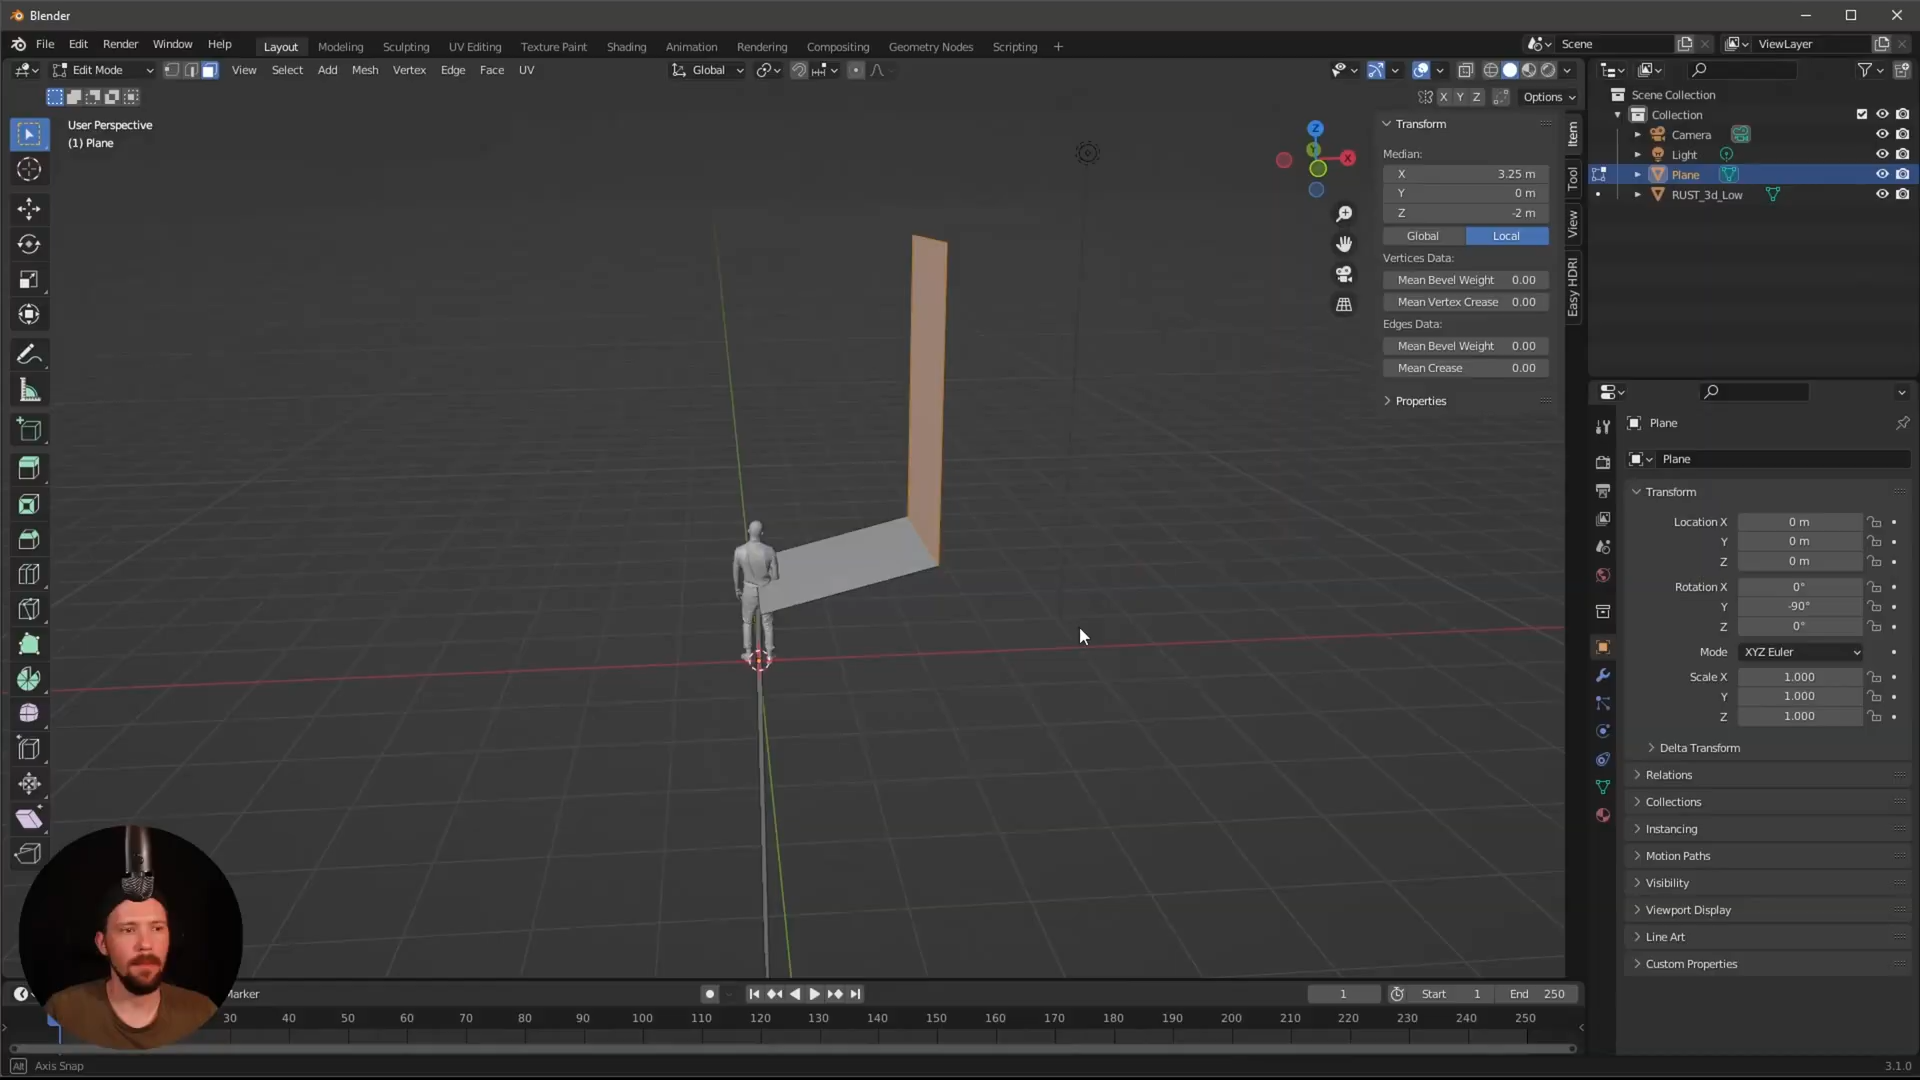 Blender
File Edit Render Window Help
Layout Modeling Sculpting UV Editing Texture Paint Shading Animation Rendering Compositing Geometry Nodes Scripting +
Scene
ViewLayer
Edit Mode
View Select Add Mesh Vertex Edge Face UV
Global
X Y Z
Options
User Perspective
(1) Plane
Z
Y
X
Transform
Median:
X 3.25 m
Y 0 m
Z -2 m
Global Local
Vertices Data:
Mean Bevel Weight 0.00
Mean Vertex Crease 0.00
Edges Data:
Mean Bevel Weight 0.00
Mean Crease 0.00
Properties
Item
Tool
View
Easy HDRI
Scene Collection
Collection
Camera
Light
Plane
RUST_3d_Low
Plane
Plane
Transform
Location X 0 m
Y 0 m
Z 0 m
Rotation X 0°
Y -90°
Z 0°
Mode XYZ Euler
Scale X 1.000
Y 1.000
Z 1.000
Delta Transform
Relations
Collections
Instancing
Motion Paths
Visibility
Viewport Display
Line Art
Custom Properties
Marker
1
Start 1
End 250
30 40 50 60 70 80 90 100 110 120 130 140 150 160 170 180 190 200 210 220 230 240 250
Alt Axis Snap
3.1.0